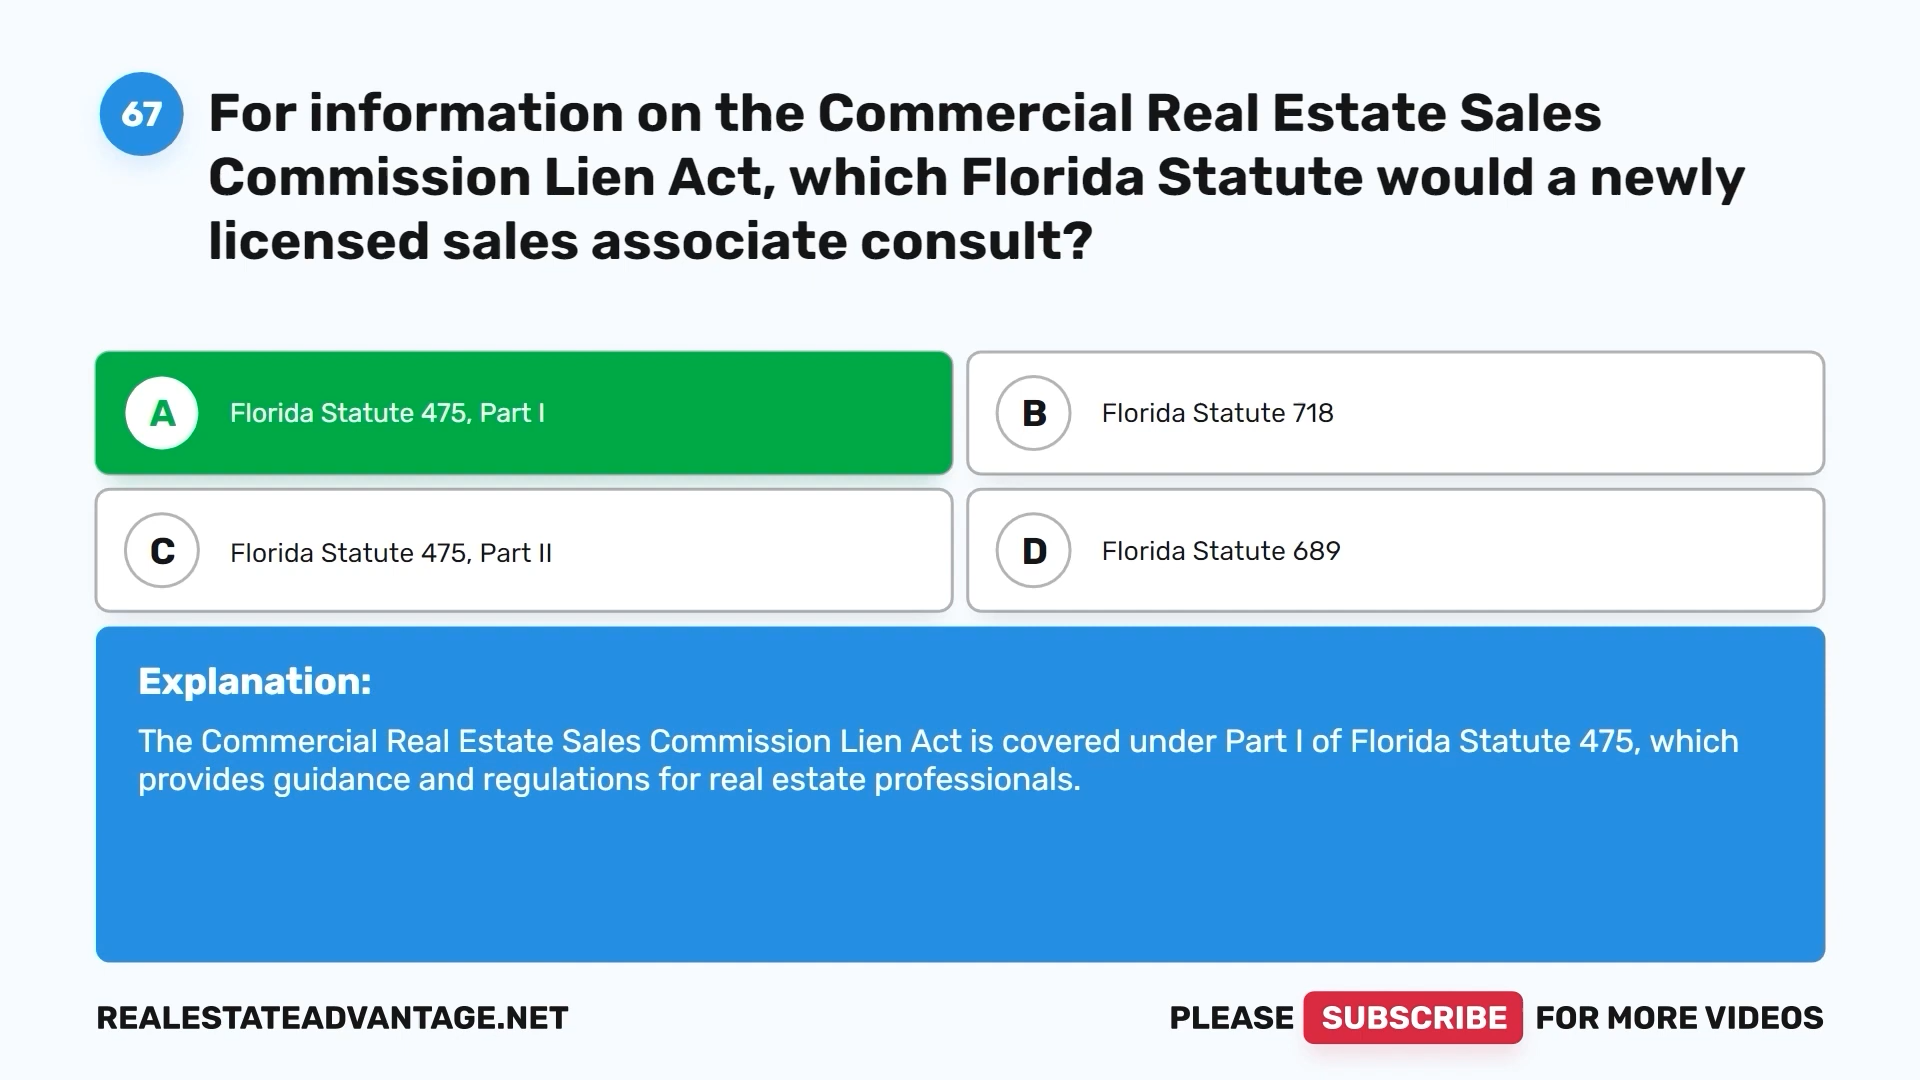 67
For information on the Commercial Real Estate Sales
Commission Lien Act, which Florida Statute would a newly
licensed sales associate consult?
A Florida Statute 475, Part I
B Florida Statute 718
C Florida Statute 475, Part II
D Florida Statute 689
Explanation:
The Commercial Real Estate Sales Commission Lien Act is covered under Part I of Florida Statute 475, which
provides guidance and regulations for real estate professionals.
REALESTATEADVANTAGE.NET
PLEASE SUBSCRIBE FOR MORE VIDEOS